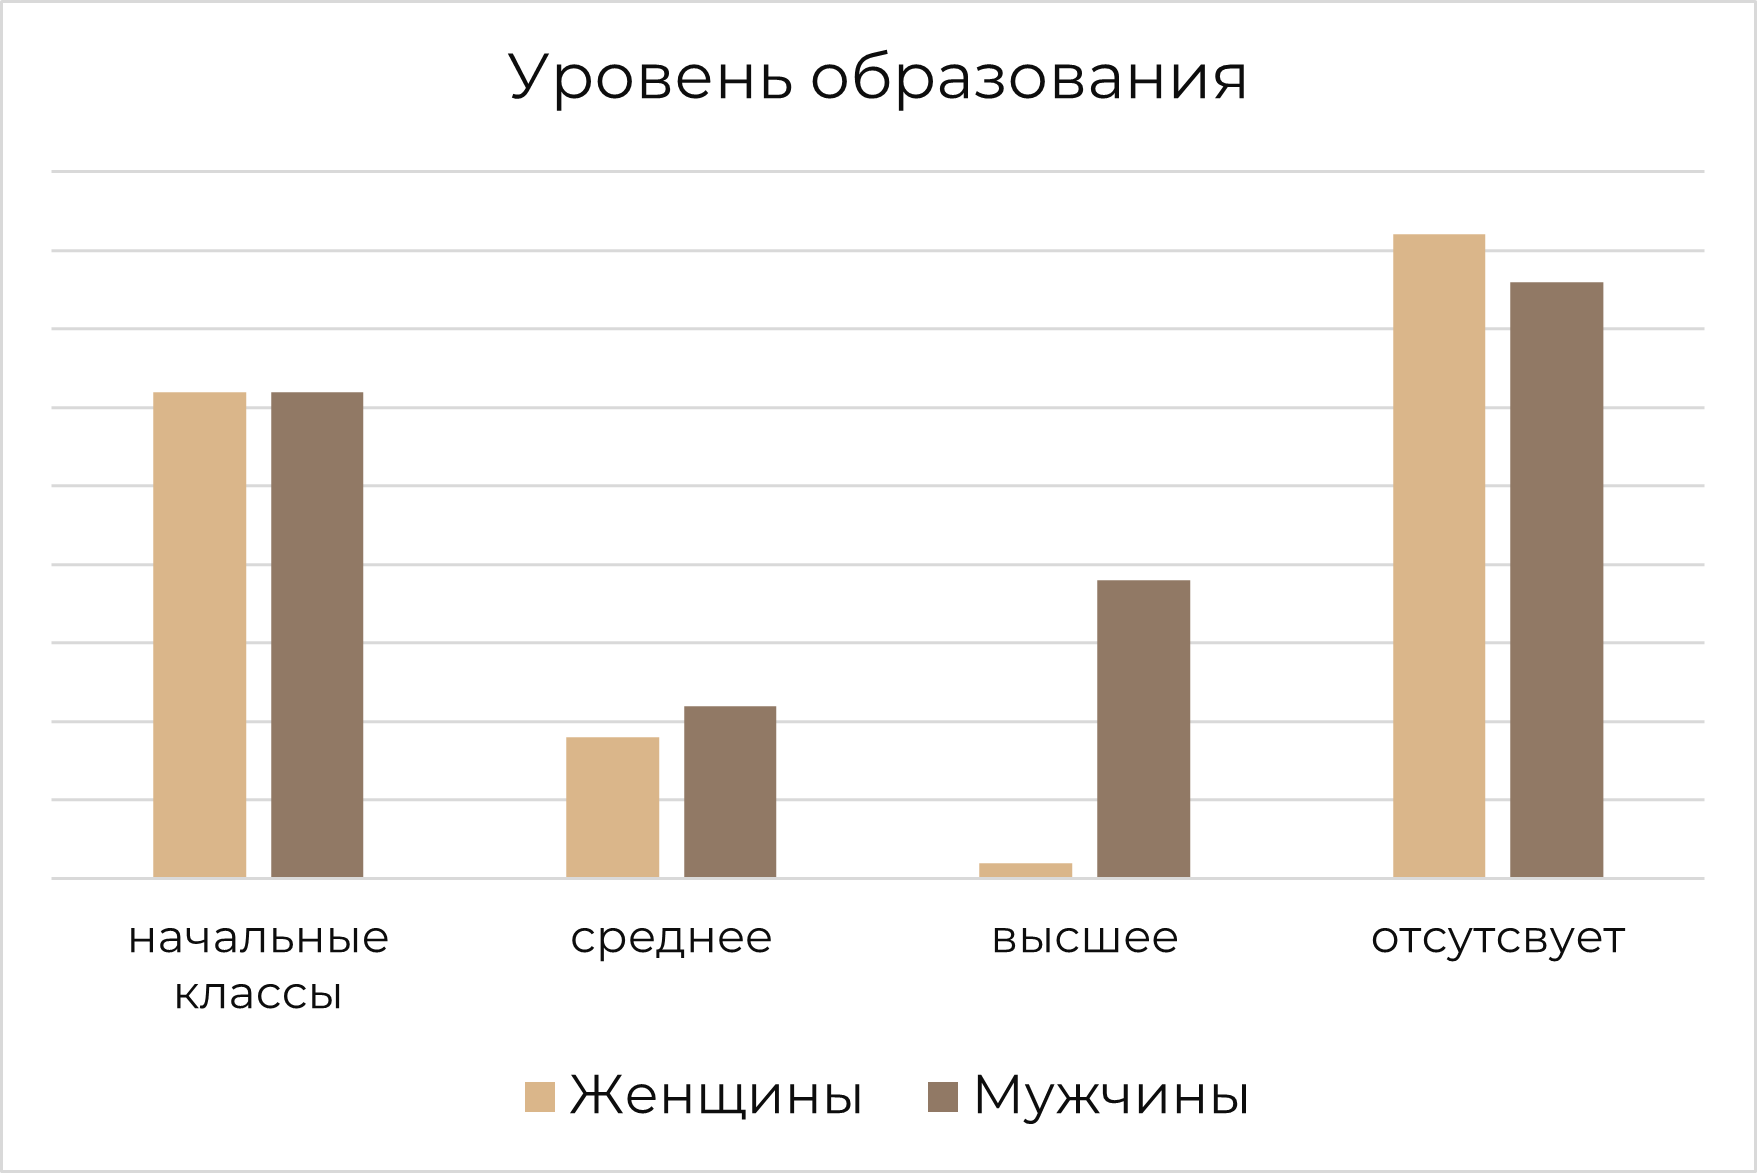 Уровень образования
начальные
классы
среднее
высшее
отсутсвует
Женщины
Мужчины